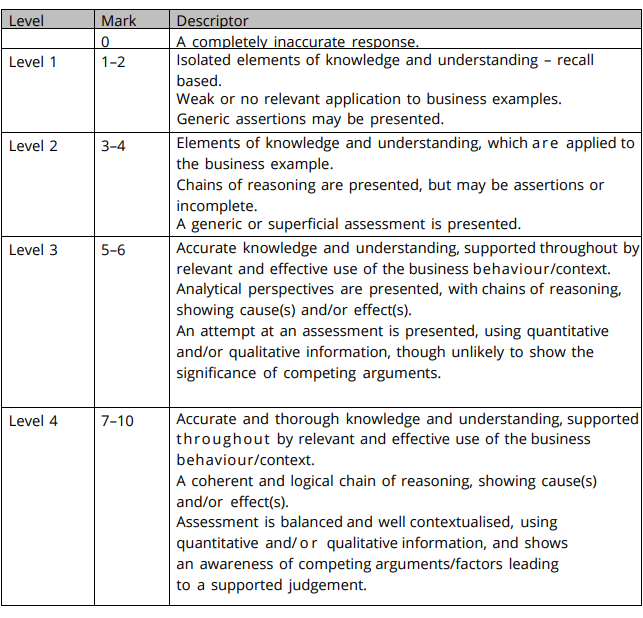 Level Mark Descriptor
0 A completely inaccurate response.
Level 1 1–2 Isolated elements of knowledge and understanding – recall
based.
Weak or no relevant application to business examples.
Generic assertions may be presented.
Level 2 3–4 Elements of knowledge and understanding, which are applied to
the business example.
Chains of reasoning are presented, but may be assertions or
incomplete.
A generic or superficial assessment is presented.
Level 3 5–6 Accurate knowledge and understanding, supported throughout by
relevant and effective use of the business behaviour/context.
Analytical perspectives are presented, with chains of reasoning,
showing cause(s) and/or effect(s).
An attempt at an assessment is presented, using quantitative
and/or qualitative information, though unlikely to show the
significance of competing arguments.
Level 4 7–10 Accurate and thorough knowledge and understanding, supported
throughout by relevant and effective use of the business
behaviour/context.
A coherent and logical chain of reasoning, showing cause(s)
and/or effect(s).
Assessment is balanced and well contextualised, using
quantitative and/or qualitative information, and shows
an awareness of competing arguments/factors leading
to a supported judgement.